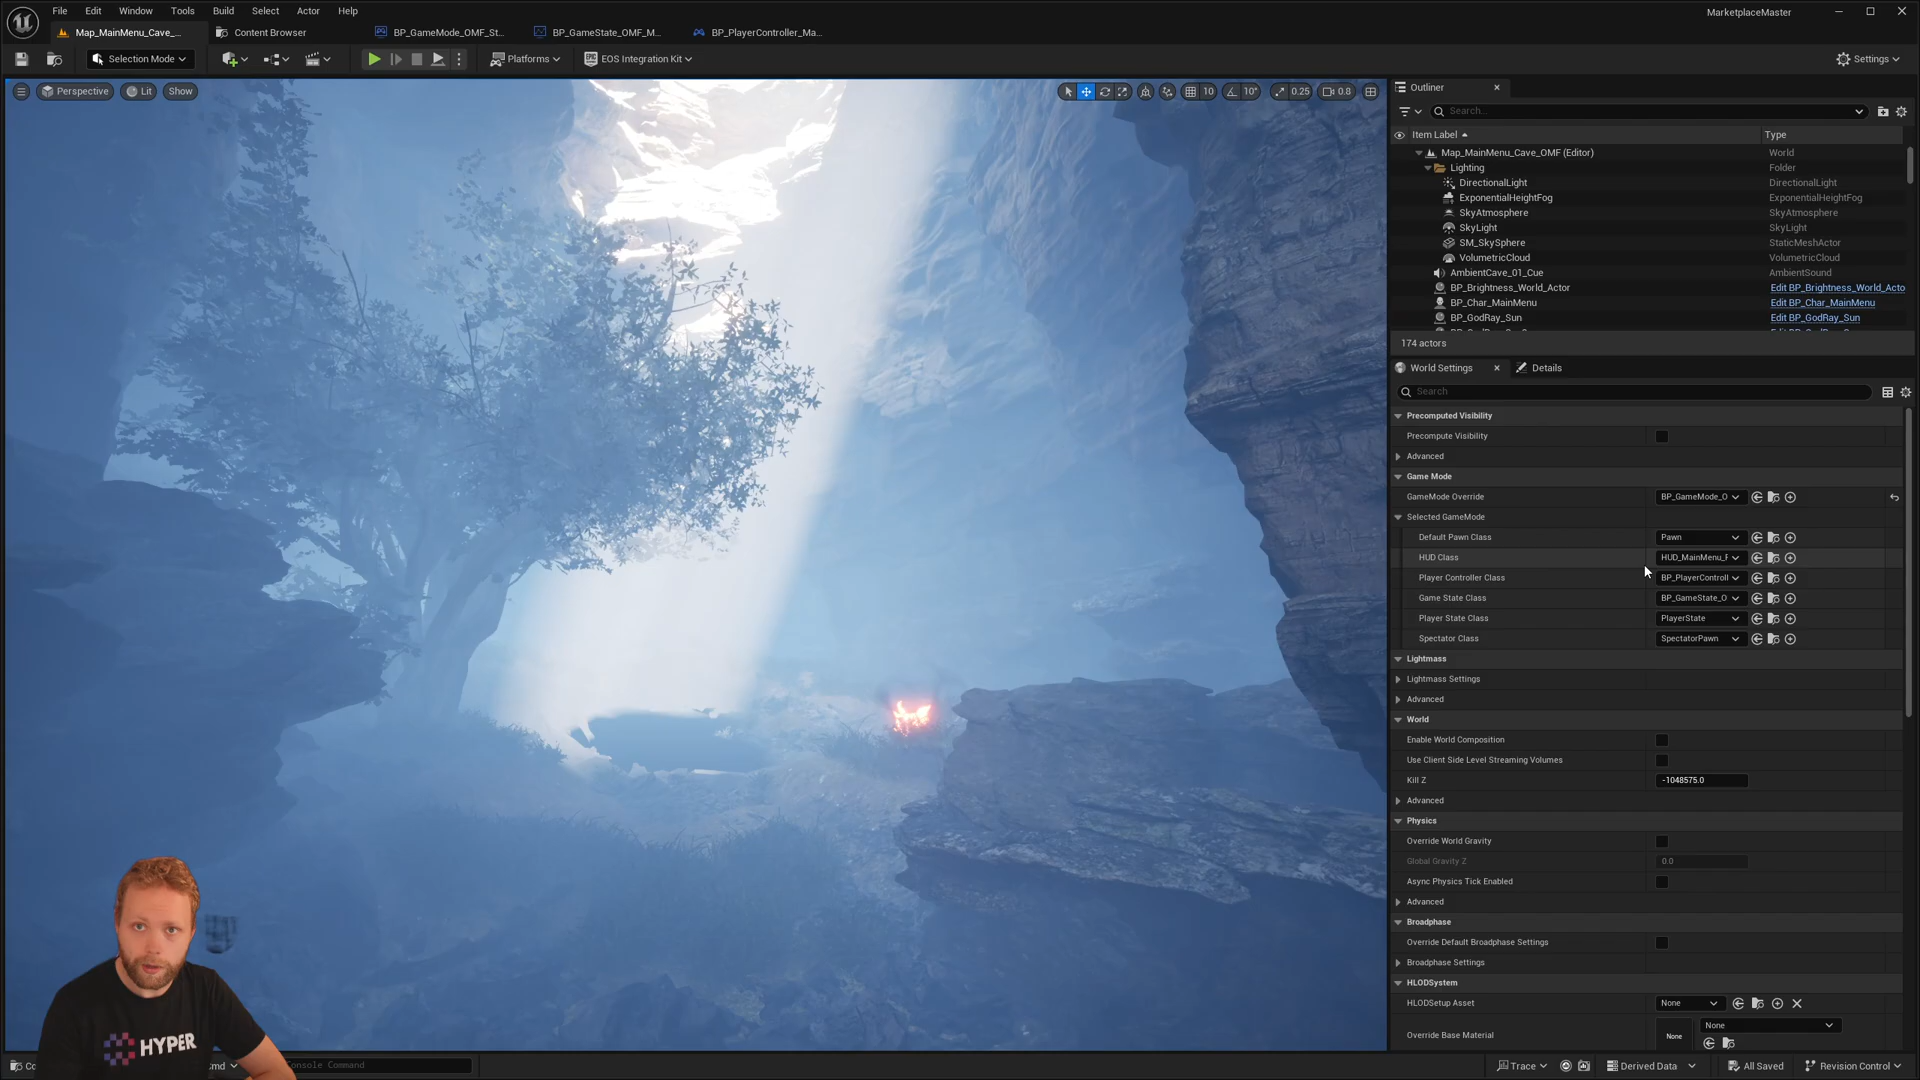 File Edit Window Tools Build Select Actor Help
MarketplaceMaster
Map_MainMenu_Cave_...
Content Browser
BP_GameMode_OMF_St...
BP_GameState_OMF_M...
BP_PlayerController_Ma...
Selection Mode
Platforms
EOS Integration Kit
Settings
Perspective
Lit
Show
10
10°
0.25
0.8
Outliner
Search...
Item Label
Type
Map_MainMenu_Cave_OMF (Editor) World
Lighting Folder
DirectionalLight DirectionalLight
ExponentialHeightFog ExponentialHeightFog
SkyAtmosphere SkyAtmosphere
SkyLight SkyLight
SM_SkySphere StaticMeshActor
VolumetricCloud VolumetricCloud
AmbientCave_01_Cue AmbientSound
BP_Brightness_World_Actor Edit BP_Brightness_World_Acto
BP_Char_MainMenu Edit BP_Char_MainMenu
BP_GodRay_Sun Edit BP_GodRay_Sun
174 actors
World Settings
Details
Search
Precomputed Visibility
Precompute Visibility
Advanced
Game Mode
GameMode Override BP_GameMode_O
Selected GameMode
Default Pawn Class Pawn
HUD Class HUD_MainMenu_F
Player Controller Class BP_PlayerControll
Game State Class BP_GameState_O
Player State Class PlayerState
Spectator Class SpectatorPawn
Lightmass
Lightmass Settings
Advanced
World
Enable World Composition
Use Client Side Level Streaming Volumes
Kill Z -1048575.0
Advanced
Physics
Override World Gravity
Global Gravity Z 0.0
Async Physics Tick Enabled
Advanced
Broadphase
Override Default Broadphase Settings
Broadphase Settings
HLODSystem
HLODSetup Asset None
Override Base Material None None
HYPER
Co
md
Console Command
Trace
Derived Data
All Saved
Revision Control